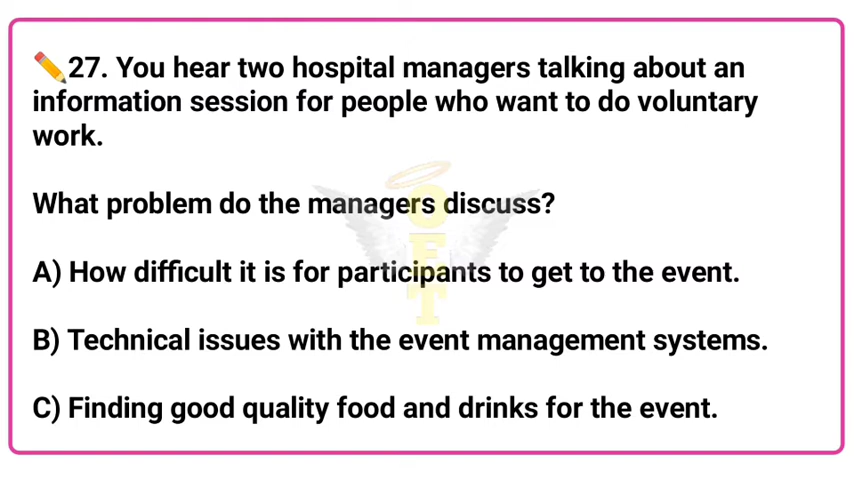 ✏️27. You hear two hospital managers talking about an
information session for people who want to do voluntary
work.
What problem do the managers discuss?
A) How difficult it is for participants to get to the event.
B) Technical issues with the event management systems.
C) Finding good quality food and drinks for the event.
OET